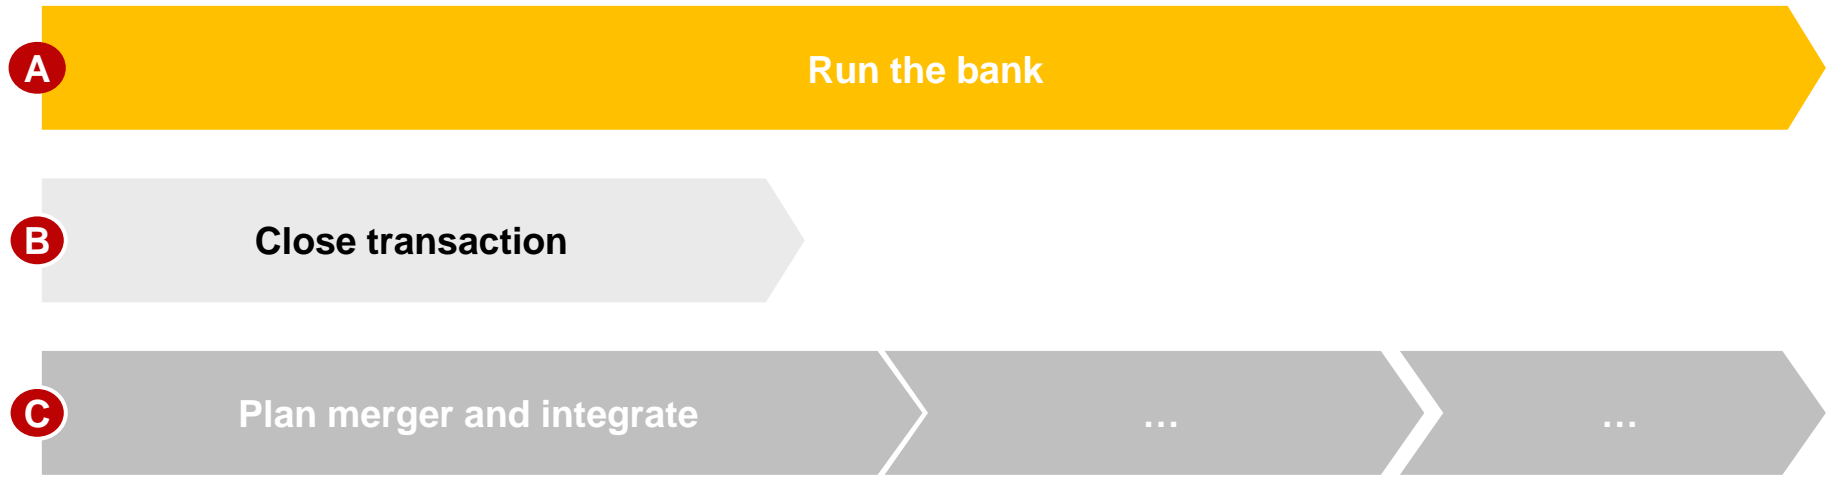 A
Run the bank
B
Close transaction
C
Plan merger and integrate
…
…